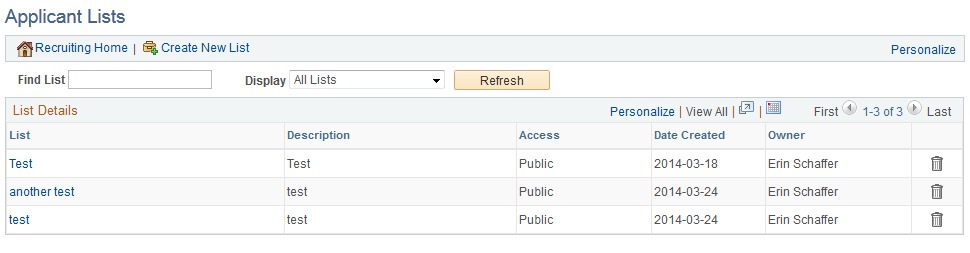 Applicant Lists
Recruiting Home | Create New List Personalize
Find List Display All Lists Refresh
List Details Personalize | View All | | First 1-3 of 3 Last
List Description Access Date Created Owner
Test Test Public 2014-03-18 Erin Schaffer
another test test Public 2014-03-24 Erin Schaffer
test test Public 2014-03-24 Erin Schaffer